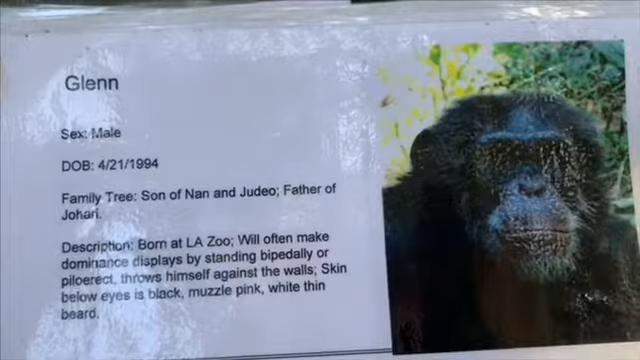 Glenn
Sex: Male
DOB: 4/21/1994
Family Tree: Son of Nan and Judeo; Father of
Johari.
Description: Born at LA Zoo; Will often make
dominance displays by standing bipedally or
piloerect, throws himself against the walls; Skin
below eyes is black, muzzle pink, white thin
beard.